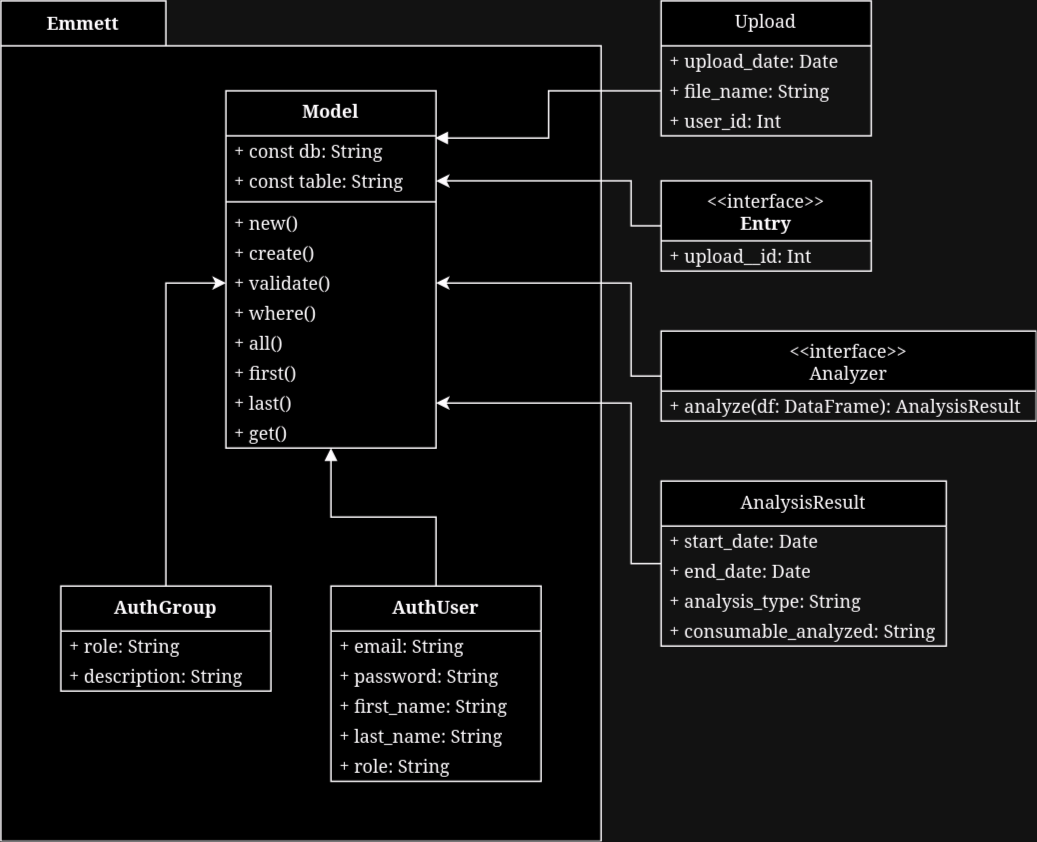 Emmett
Model
+ const db: String
+ const table: String
+ new()
+ create()
+ validate()
+ where()
+ all()
+ first()
+ last()
+ get()
AuthGroup
+ role: String
+ description: String
AuthUser
+ email: String
+ password: String
+ first_name: String
+ last_name: String
+ role: String
Upload
+ upload_date: Date
+ file_name: String
+ user_id: Int
<<interface>>
Entry
+ upload__id: Int
<<interface>>
Analyzer
+ analyze(df: DataFrame): AnalysisResult
AnalysisResult
+ start_date: Date
+ end_date: Date
+ analysis_type: String
+ consumable_analyzed: String